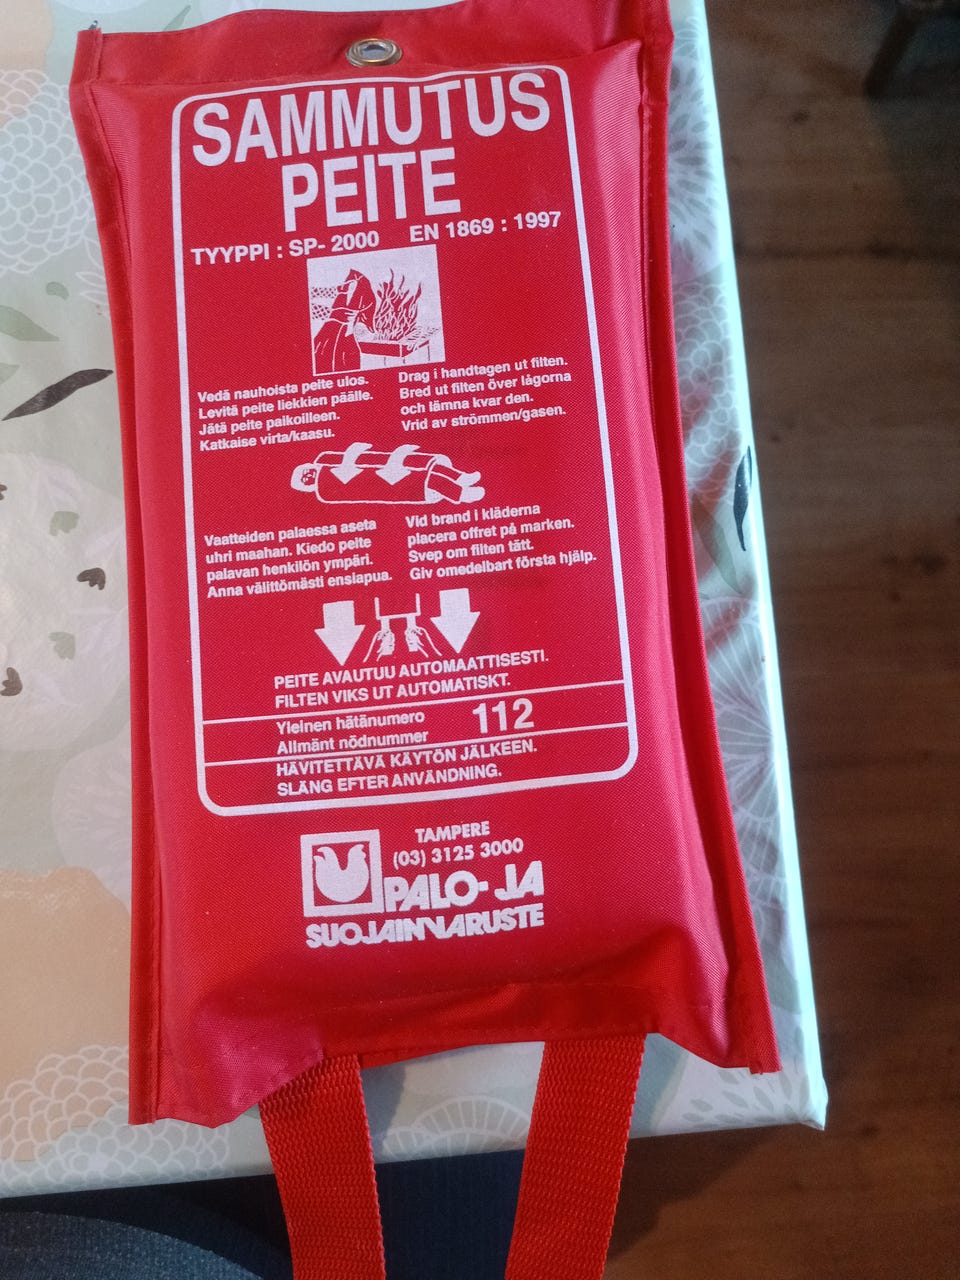 SAMMUTUS
PEITE
TYYPPI : SP- 2000 EN 1869 : 1997
Vedä nauhoista peite ulos.
Levitä peite liekkien päälle.
Jätä peite paikoilleen.
Katkaise virta/kaasu.
Drag i handtagen ut filten.
Bred ut filten över lågorna
och lämna kvar den.
Vrid av strömmen/gasen.
Vaatteiden palaessa aseta
uhri maahan. Kiedo peite
palavan henkilön ympäri.
Anna välittömästi ensiapua.
Vid brand i kläderna
placera offret på marken.
Svep om filten tätt.
Giv omedelbart första hjälp.
PEITE AVAUTUU AUTOMAATTISESTI.
FILTEN VIKS UT AUTOMATISKT.
Yleinen hätänumero
Allmänt nödnummer
112
HÄVITETTÄVÄ KÄYTÖN JÄLKEEN.
SLÄNG EFTER ANVÄNDNING.
TAMPERE
(03) 3125 3000
PALO- JA
SUOJAINVARUSTE